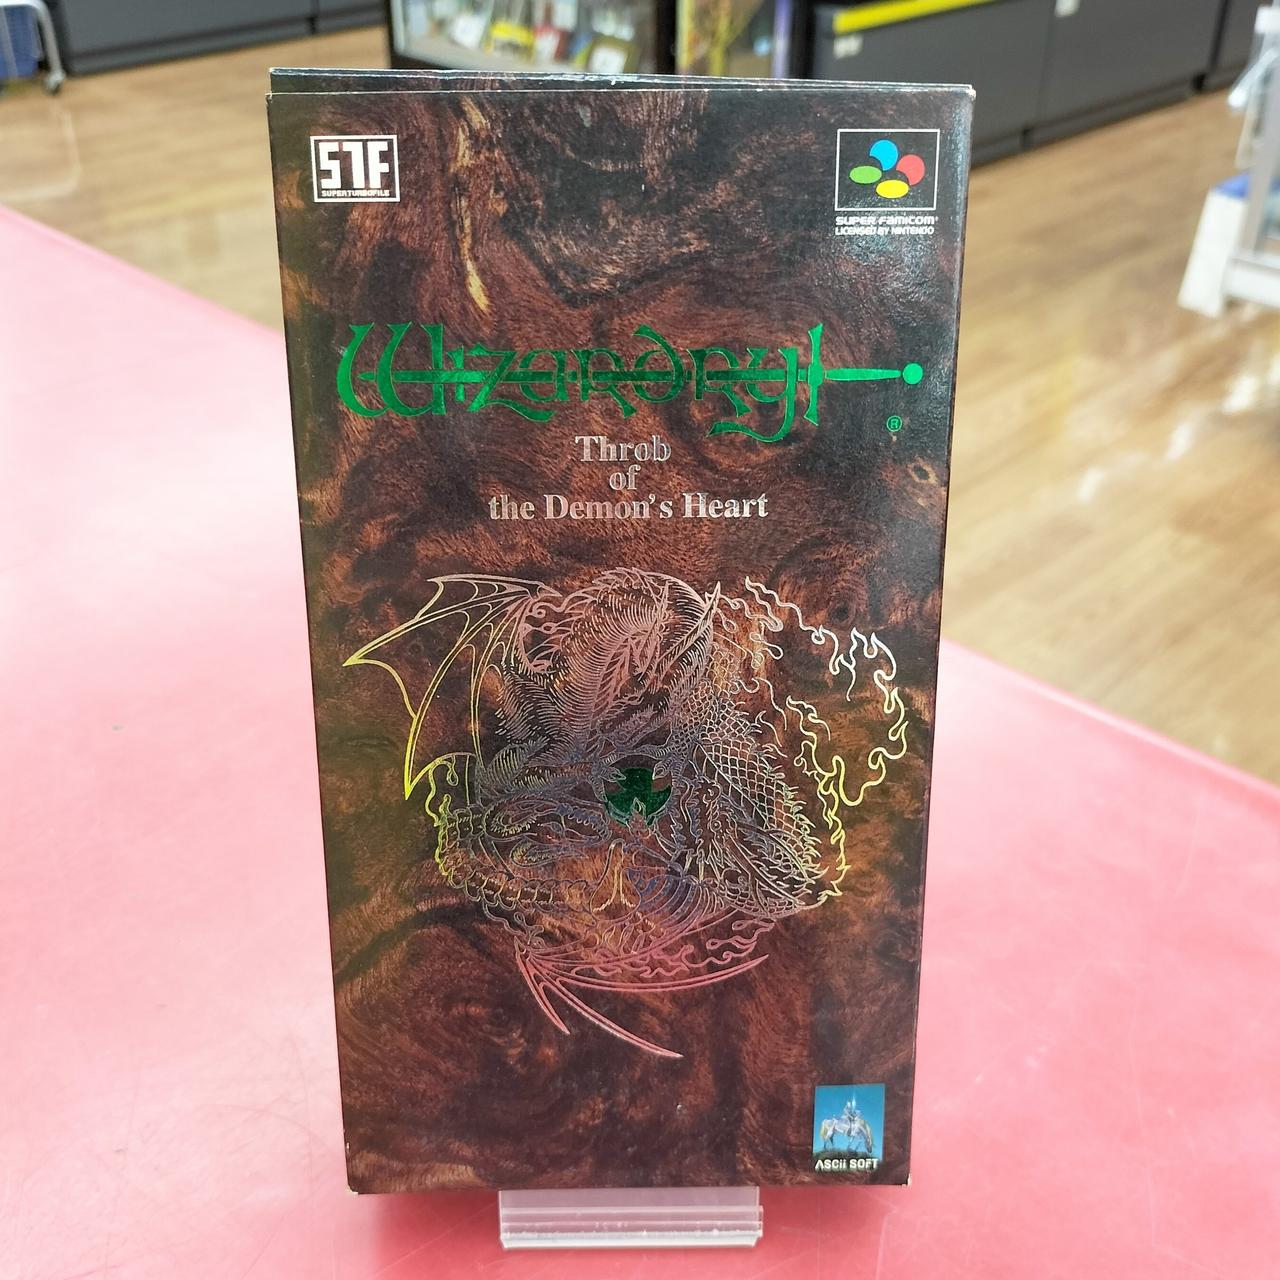 STF
SUPERTURBOFILE
SUPER FAMICOM
LICENSED BY NINTENDO
Wizardry
®
Throb
of
the Demon's Heart
ASCII SOFT